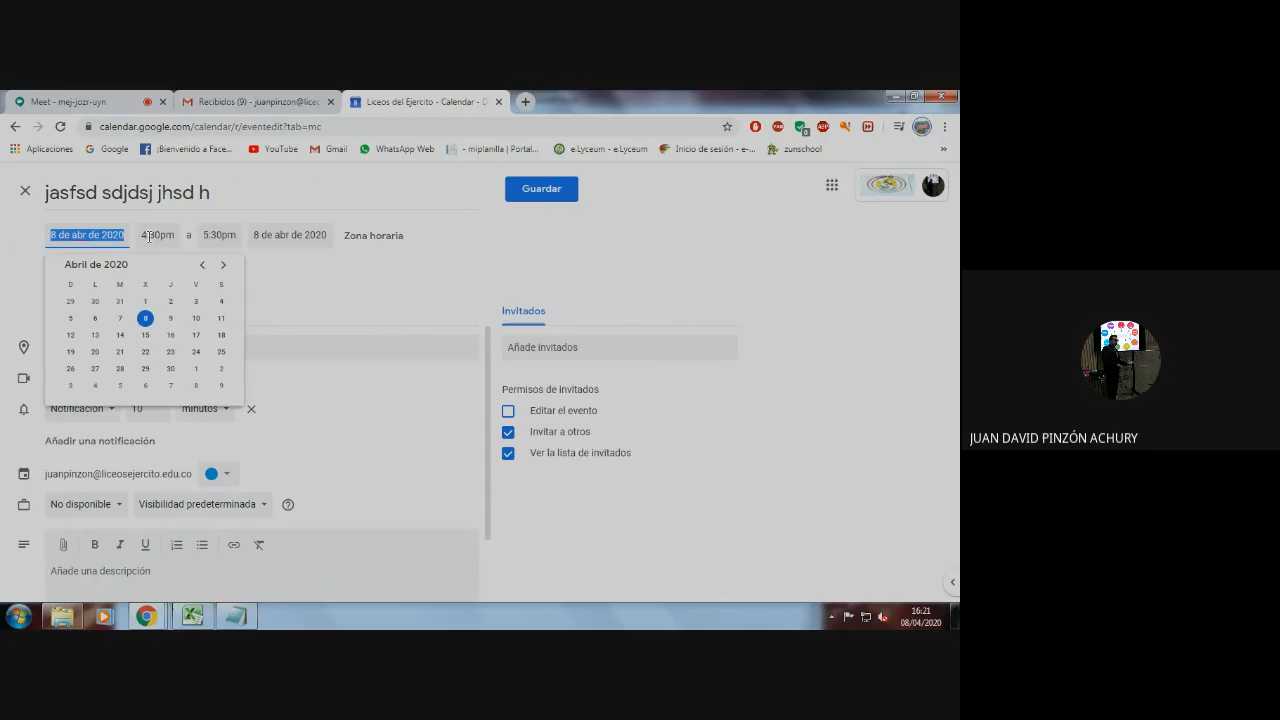 Meet - mej-jozr-uyn
Recibidos (9) - juanpinzon@liceo
Liceos del Ejercito - Calendar - D
calendar.google.com/calendar/r/eventedit?tab=mc
Aplicaciones
Google
¡Bienvenido a Face...
YouTube
Gmail
WhatsApp Web
- miplanilla | Portal...
e.Lyceum - e.Lyceum
Inicio de sesión - e-...
zunschool
»
jasfsd sdjdsj jhsd h
Guardar
8 de abr de 2020 4:30pm a 5:30pm 8 de abr de 2020 Zona horaria
Abril de 2020
D L M X J V S
29 30 31 1 2 3 4
5 6 7 8 9 10 11
12 13 14 15 16 17 18
19 20 21 22 23 24 25
26 27 28 29 30 1 2
3 4 5 6 7 8 9
Invitados
Añade invitados
Permisos de invitados
Editar el evento
Invitar a otros
Ver la lista de invitados
Notificación 10 minutos
Añadir una notificación
juanpinzon@liceosejercito.edu.co
No disponible Visibilidad predeterminada
B I U
Añade una descripción
16:21
08/04/2020
JUAN DAVID PINZÓN ACHURY